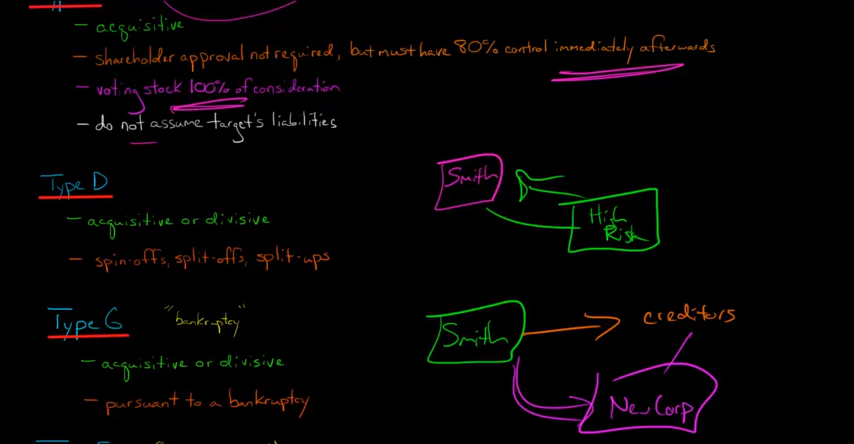 - acquisitive
- shareholder approval not required, but must have 80% control immediately afterwards
- voting stock 100% of consideration
- do not assume target's liabilities
Type D
- acquisitive or divisive
- spin-offs, split-offs, split-ups
Smith
High
Risk
Type G "bankruptcy"
- acquisitive or divisive
- pursuant to a bankruptcy
Smith
creditors
New Corp